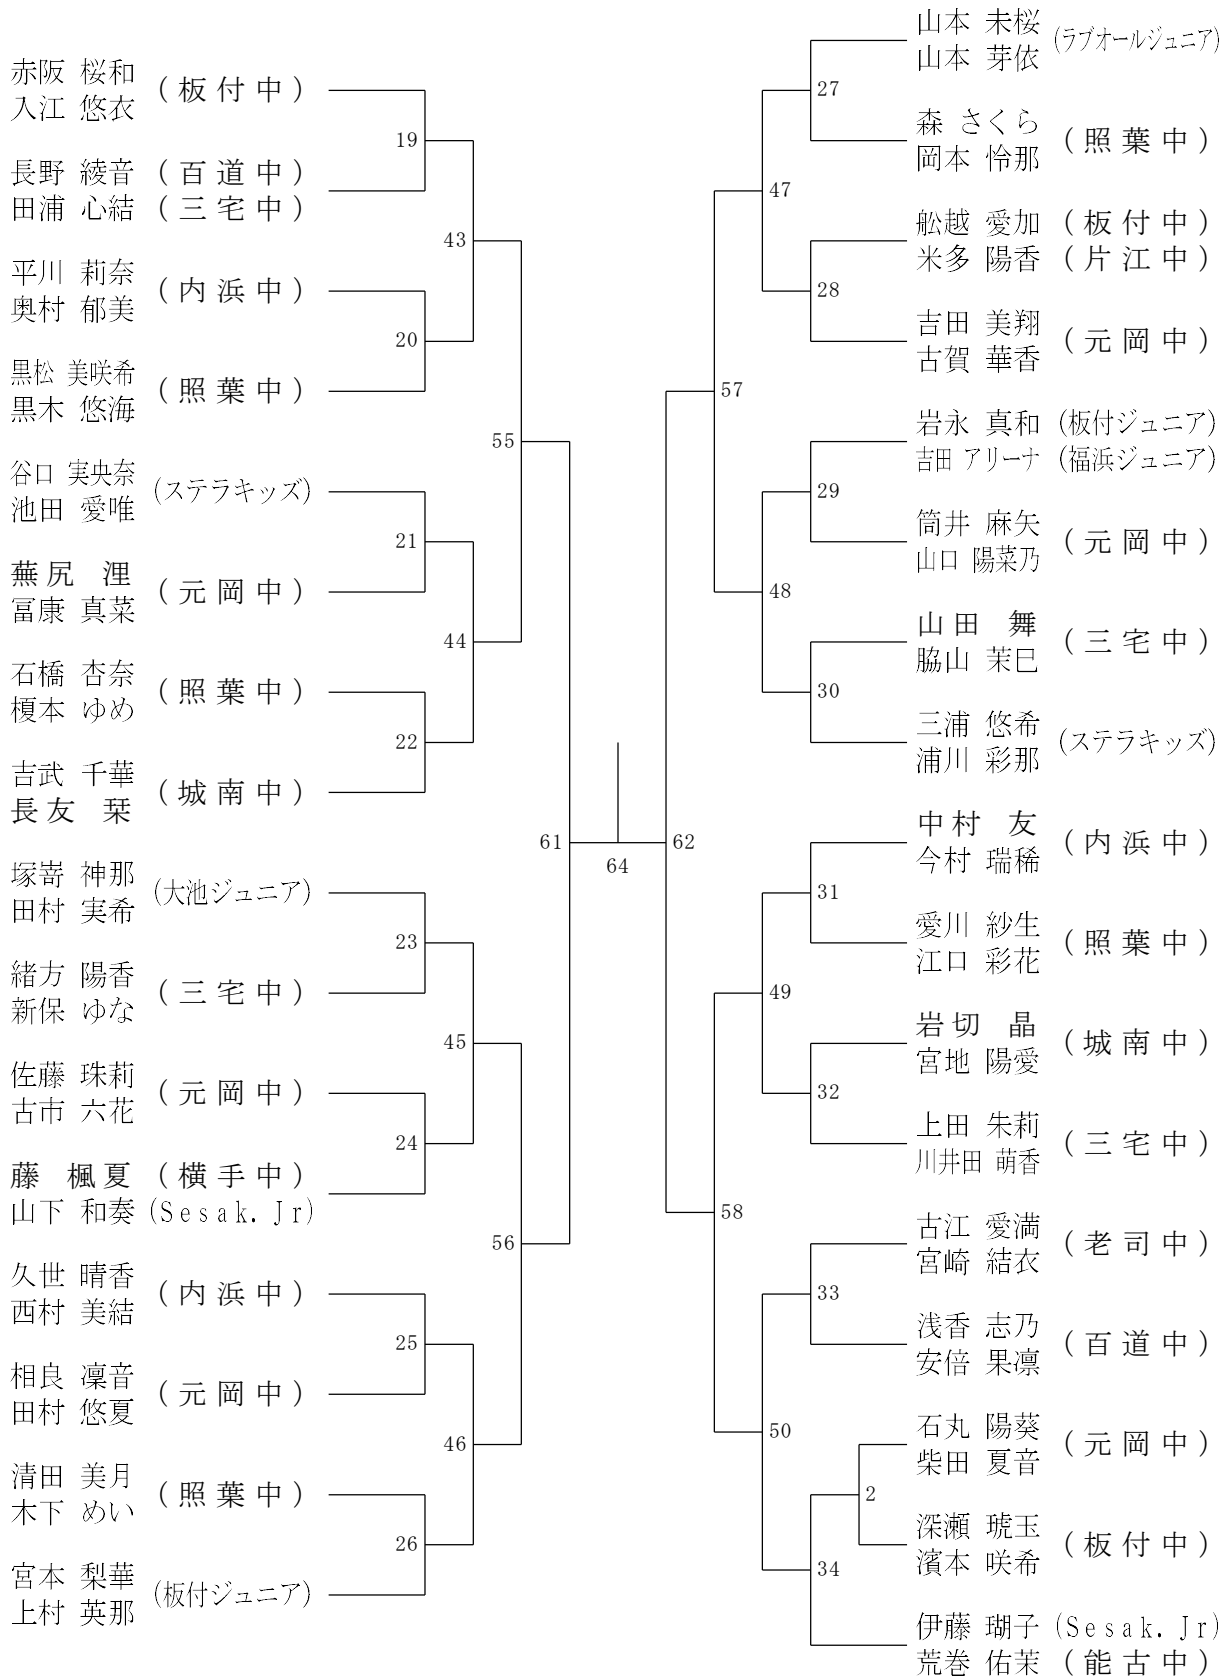 赤阪 桜和
入江 悠衣
(板付中)
19
長野 綾音 (百道中)
田浦 心結 (三宅中)
43
平川 莉奈
奥村 郁美
(内浜中)
20
黒松 美咲希
黒木 悠海
(照葉中)
55
谷口 実央奈
池田 愛唯
(ステラキッズ)
21
蕪尻 浬
冨康 真菜
(元岡中)
44
石橋 杏奈
榎本 ゆめ
(照葉中)
22
吉武 千華
長友 栞
(城南中)
61
塚嵜 神那
田村 実希
(大池ジュニア)
23
緒方 陽香
新保 ゆな
(三宅中)
45
佐藤 珠莉
古市 六花
(元岡中)
24
藤 楓夏 (横手中)
山下 和奏 (Sesak. Jr)
56
久世 晴香
西村 美結
(内浜中)
25
相良 凜音
田村 悠夏
(元岡中)
46
清田 美月
木下 めい
(照葉中)
26
宮本 梨華
上村 英那
(板付ジュニア)
64
山本 未桜
山本 芽依
(ラブオールジュニア)
27
森 さくら
岡本 怜那
(照葉中)
47
舩越 愛加 (板付中)
米多 陽香 (片江中)
28
吉田 美翔
古賀 華香
(元岡中)
57
岩永 真和 (板付ジュニア)
吉田 アリーナ (福浜ジュニア)
29
筒井 麻矢
山口 陽菜乃
(元岡中)
48
山田 舞
脇山 茉巳
(三宅中)
30
三浦 悠希
浦川 彩那
(ステラキッズ)
62
中村 友
今村 瑞稀
(内浜中)
31
愛川 紗生
江口 彩花
(照葉中)
49
岩切 晶
宮地 陽愛
(城南中)
32
上田 朱莉
川井田 萌香
(三宅中)
58
古江 愛満
宮崎 結衣
(老司中)
33
浅香 志乃
安倍 果凛
(百道中)
50
石丸 陽葵
柴田 夏音
(元岡中)
2
深瀬 琥玉
濱本 咲希
(板付中)
34
伊藤 瑚子 (Sesak. Jr)
荒巻 佑茉 (能古中)